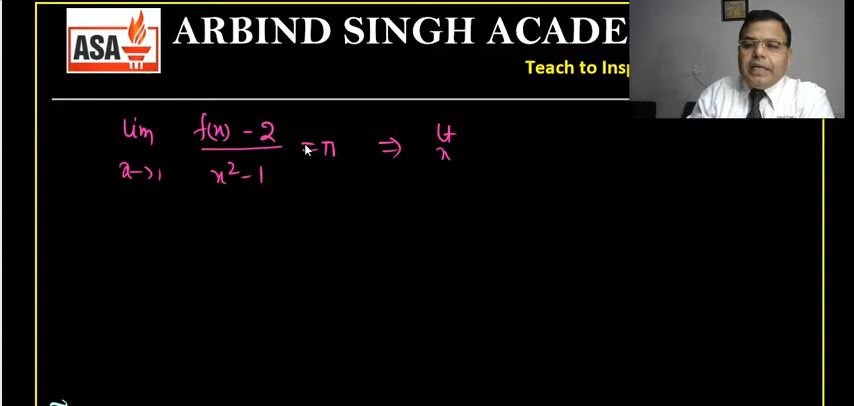 ASA
ARBIND SINGH ACADE
Teach to Insp
lim f(x) - 2 = π ⇒ lt
x->1 x² - 1 x